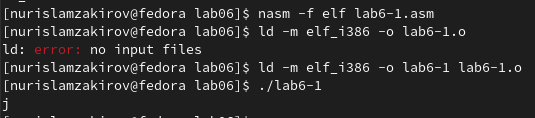 [nurislamzakirov@fedora lab06]$ nasm -f elf lab6-1.asm
[nurislamzakirov@fedora lab06]$ ld -m elf_i386 -o lab6-1.o
ld: error: no input files
[nurislamzakirov@fedora lab06]$ ld -m elf_i386 -o lab6-1 lab6-1.o
[nurislamzakirov@fedora lab06]$ ./lab6-1
j